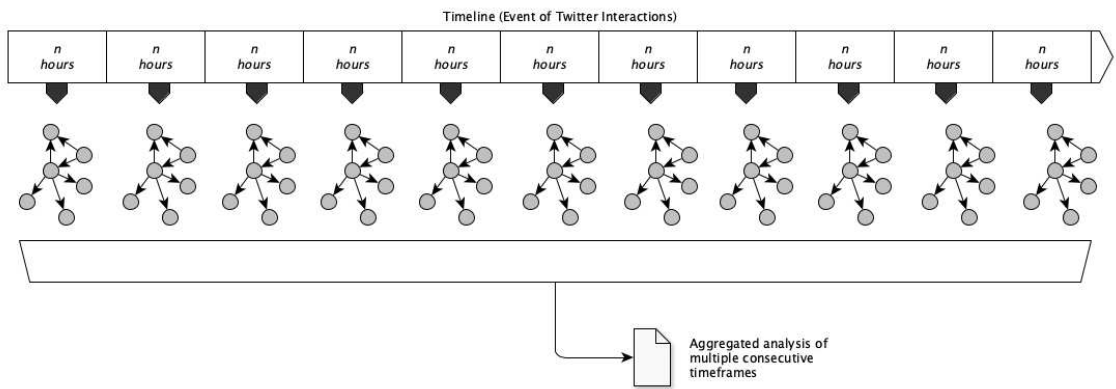 Timeline (Event of Twitter Interactions)
n n n n n n n n n n n
hours hours hours hours hours hours hours hours hours hours hours
Aggregated analysis of
multiple consecutive
timeframes